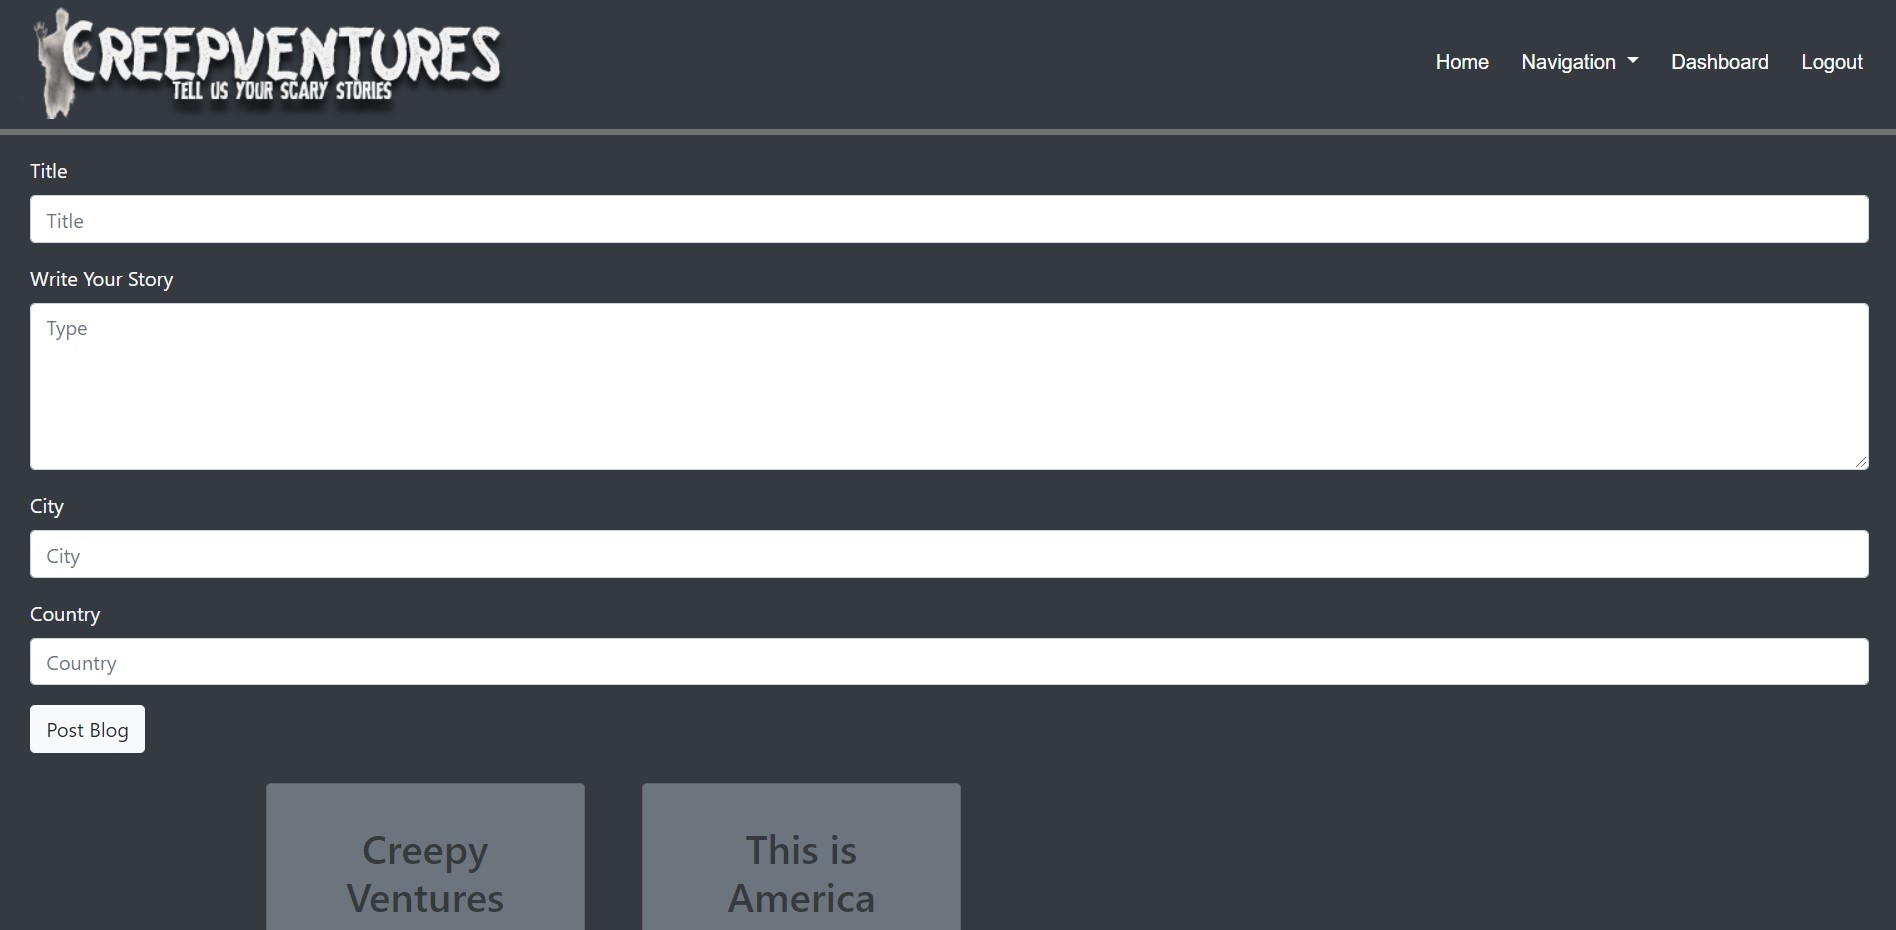 CREEPVENTURES
TELL US YOUR SCARY STORIES
Home Navigation Dashboard Logout
Title
Title
Write Your Story
Type
City
City
Country
Country
Post Blog
Creepy
Ventures
This is
America